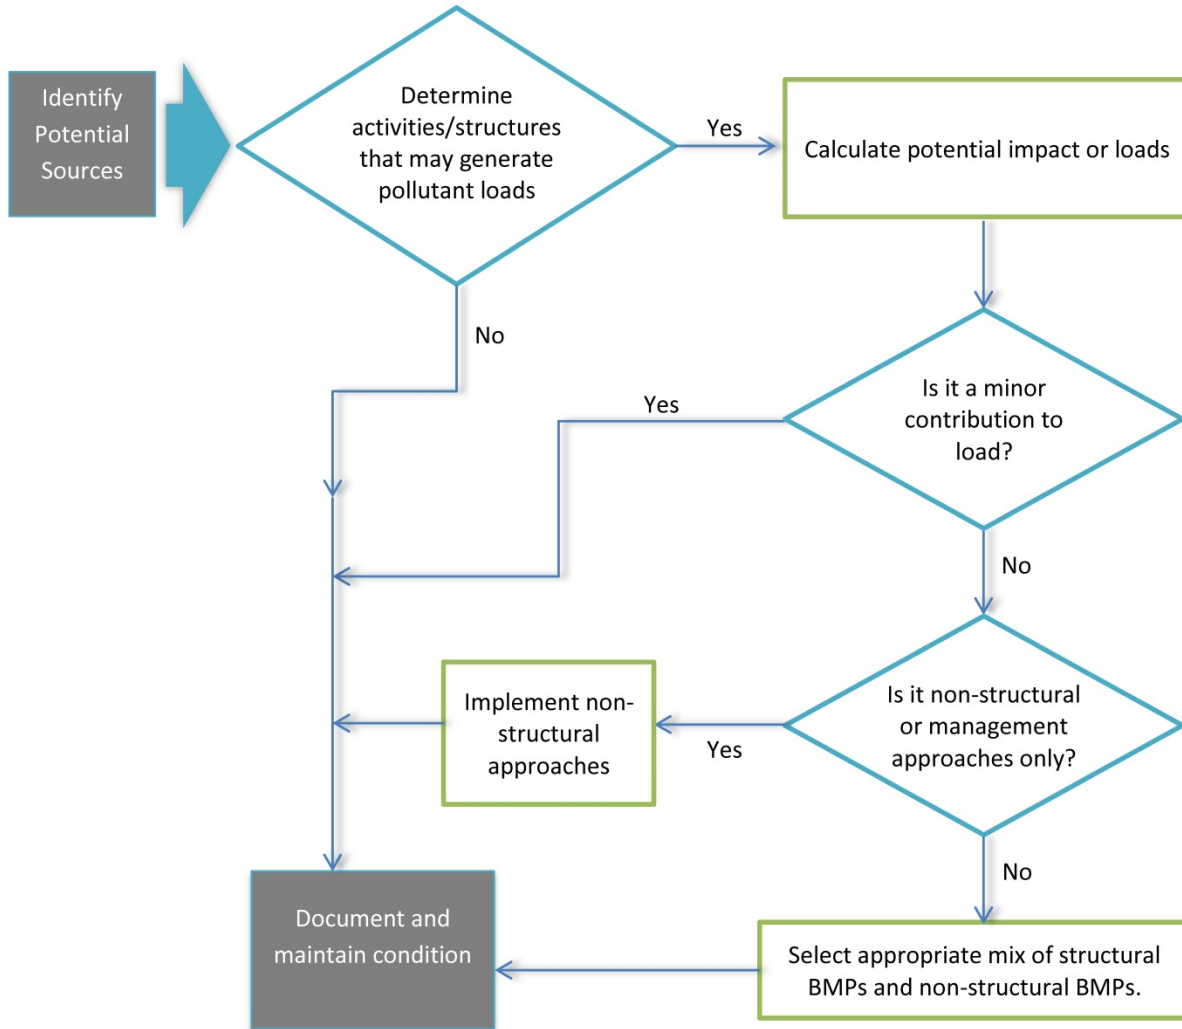 Identify
Potential
Sources
Determine
activities/structures
that may generate
pollutant loads
Yes
Calculate potential impact or loads
No
Is it a minor
contribution to
load?
Yes
No
Is it non-structural
or management
approaches only?
Yes
Implement non-
structural
approaches
No
Document and
maintain condition
Select appropriate mix of structural
BMPs and non-structural BMPs.